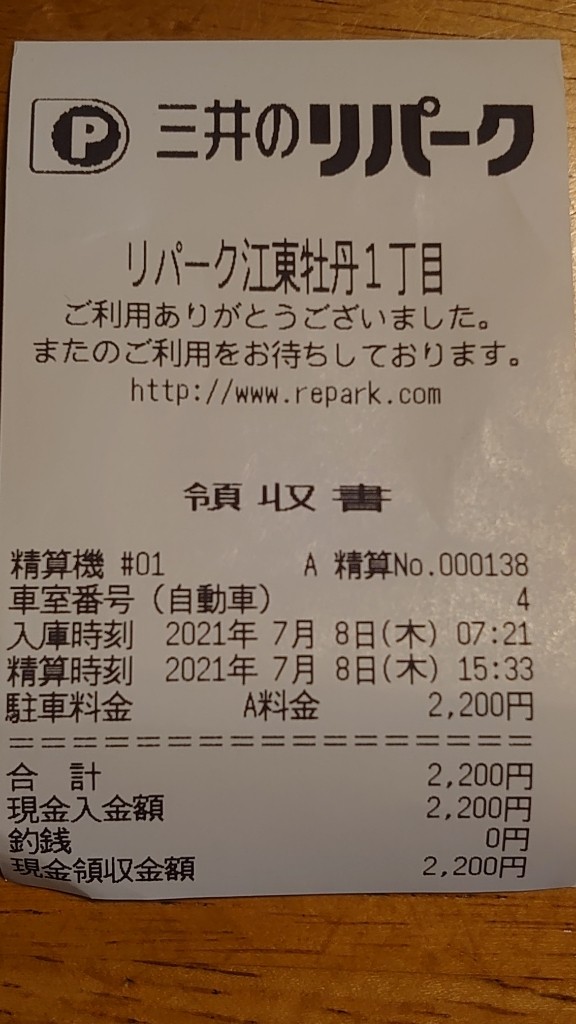 P 三井のリパーク
リパーク江東牡丹1丁目
ご利用ありがとうございました。
またのご利用をお待ちしております。
http://www.repark.com
領収書
精算機 #01 A 精算No.000138
車室番号(自動車) 4
入庫時刻 2021年 7月 8日(木) 07:21
精算時刻 2021年 7月 8日(木) 15:33
駐車料金 A料金 2,200円
==================
合 計 2,200円
現金入金額 2,200円
釣銭 0円
現金領収金額 2,200円